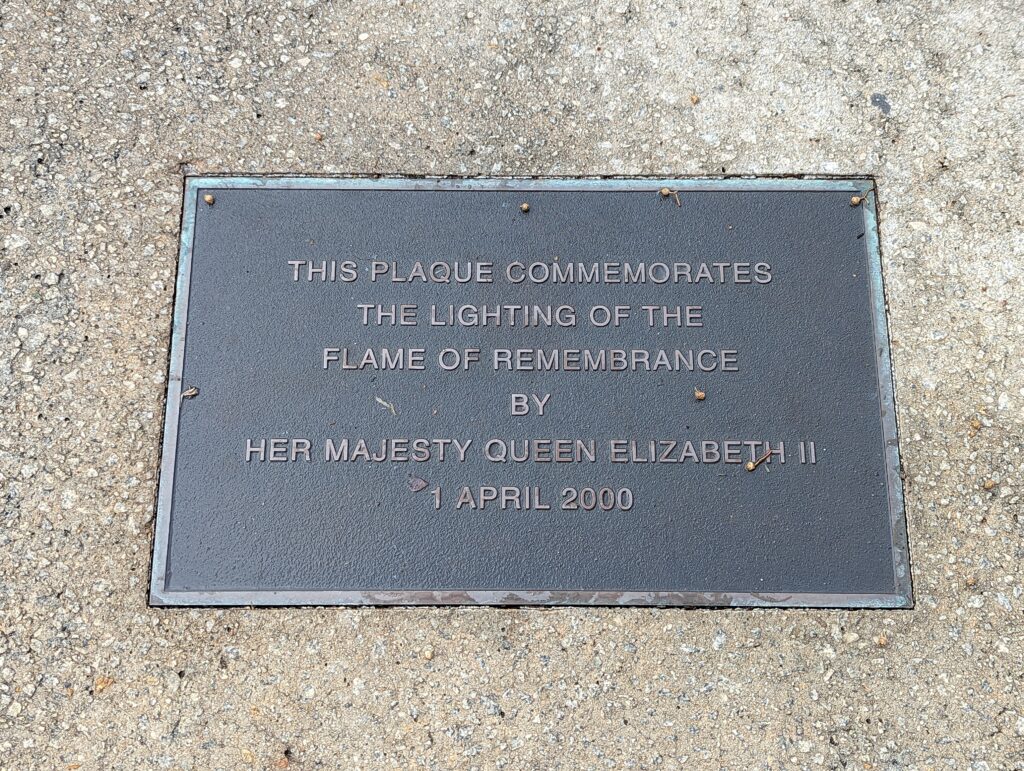 THIS PLAQUE COMMEMORATES
THE LIGHTING OF THE
FLAME OF REMEMBRANCE
BY
HER MAJESTY QUEEN ELIZABETH II
1 APRIL 2000